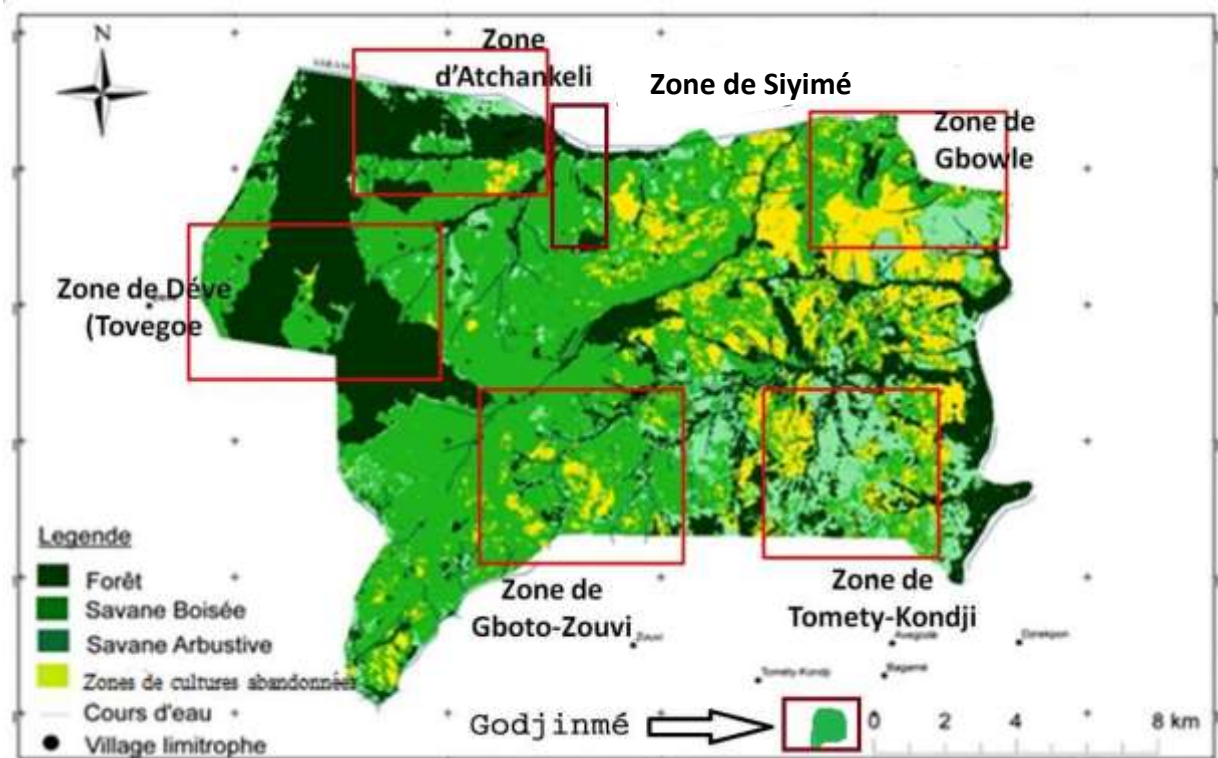 N
Zone
d'Atchankeli
Zone de Siyimé
Zone de
Gbowle
Zone de Déve
(Tovegoe
Legende
Forêt
Savane Boisée
Savane Arbustive
Zones de cultures abandonnées
Cours d'eau
Village limitrophe
Zone de
Gboto-Zouvi
Zouvi
Zone de
Tomety-Kondji
Tomety-Kondji
Bagamé
Godjinmé
0 2 4 8 km